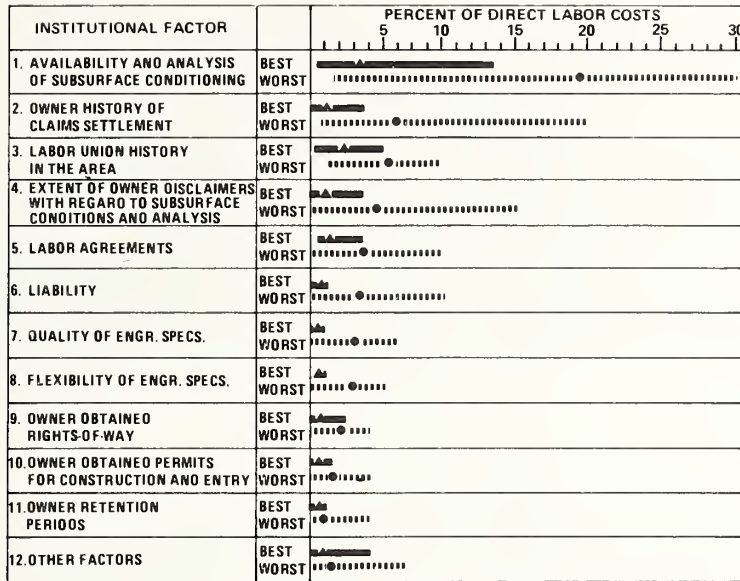 INSTITUTIONAL FACTOR
PERCENT OF DIRECT LABOR COSTS
5 10 15 20 25 30
1. AVAILABILITY AND ANALYSIS
OF SUBSURFACE CONDITIONING
BEST
WORST
2. OWNER HISTORY OF
CLAIMS SETTLEMENT
BEST
WORST
3. LABOR UNION HISTORY
IN THE AREA
BEST
WORST
4. EXTENT OF OWNER OISCLAIMERS
WITH REGARO TO SUBSURFACE
CONDITIONS AND ANALYSIS
BEST
WORST
5. LABOR AGREEMENTS
BEST
WORST
6. LIABILITY
BEST
WORST
7. QUALITY OF ENGR. SPECS.
BEST
WORST
8. FLEXIBILITY OF ENGR. SPECS.
BEST
WORST
9. OWNER OBTAINED
RIGHTS-OF-WAY
BEST
WORST
10. OWNER OBTAINED PERMITS
FOR CONSTRUCTION AND ENTRY
BEST
WORST
11. OWNER RETENTION
PERIOOS
BEST
WORST
12. OTHER FACTORS
BEST
WORST